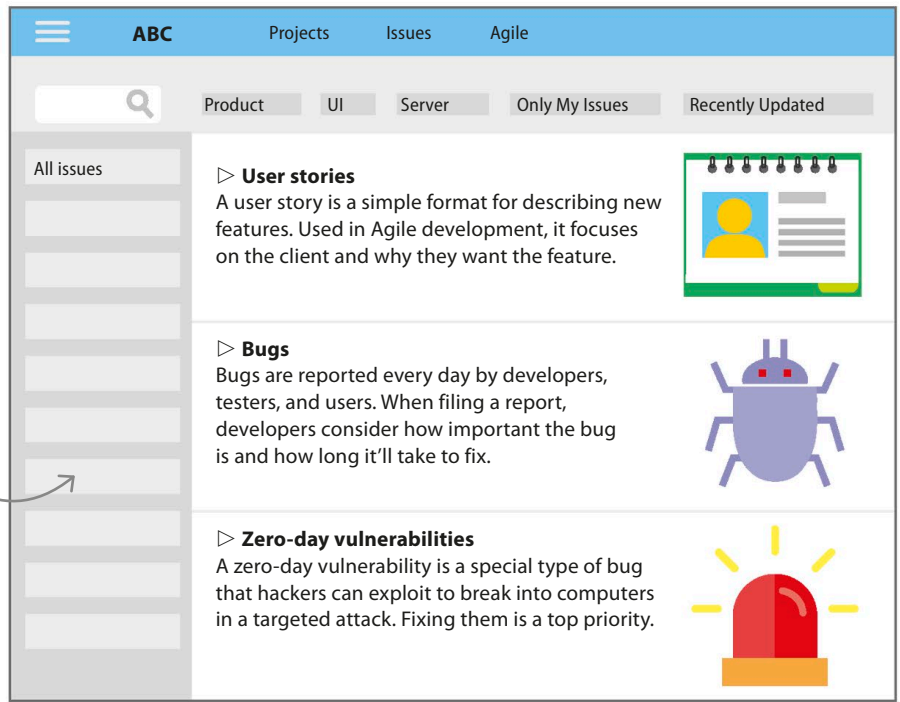 ABC Projects Issues Agile
Product UI Server Only My Issues Recently Updated
All issues
▷ User stories
A user story is a simple format for describing new
features. Used in Agile development, it focuses
on the client and why they want the feature.
▷ Bugs
Bugs are reported every day by developers,
testers, and users. When filing a report,
developers consider how important the bug
is and how long it’ll take to fix.
▷ Zero-day vulnerabilities
A zero-day vulnerability is a special type of bug
that hackers can exploit to break into computers
in a targeted attack. Fixing them is a top priority.